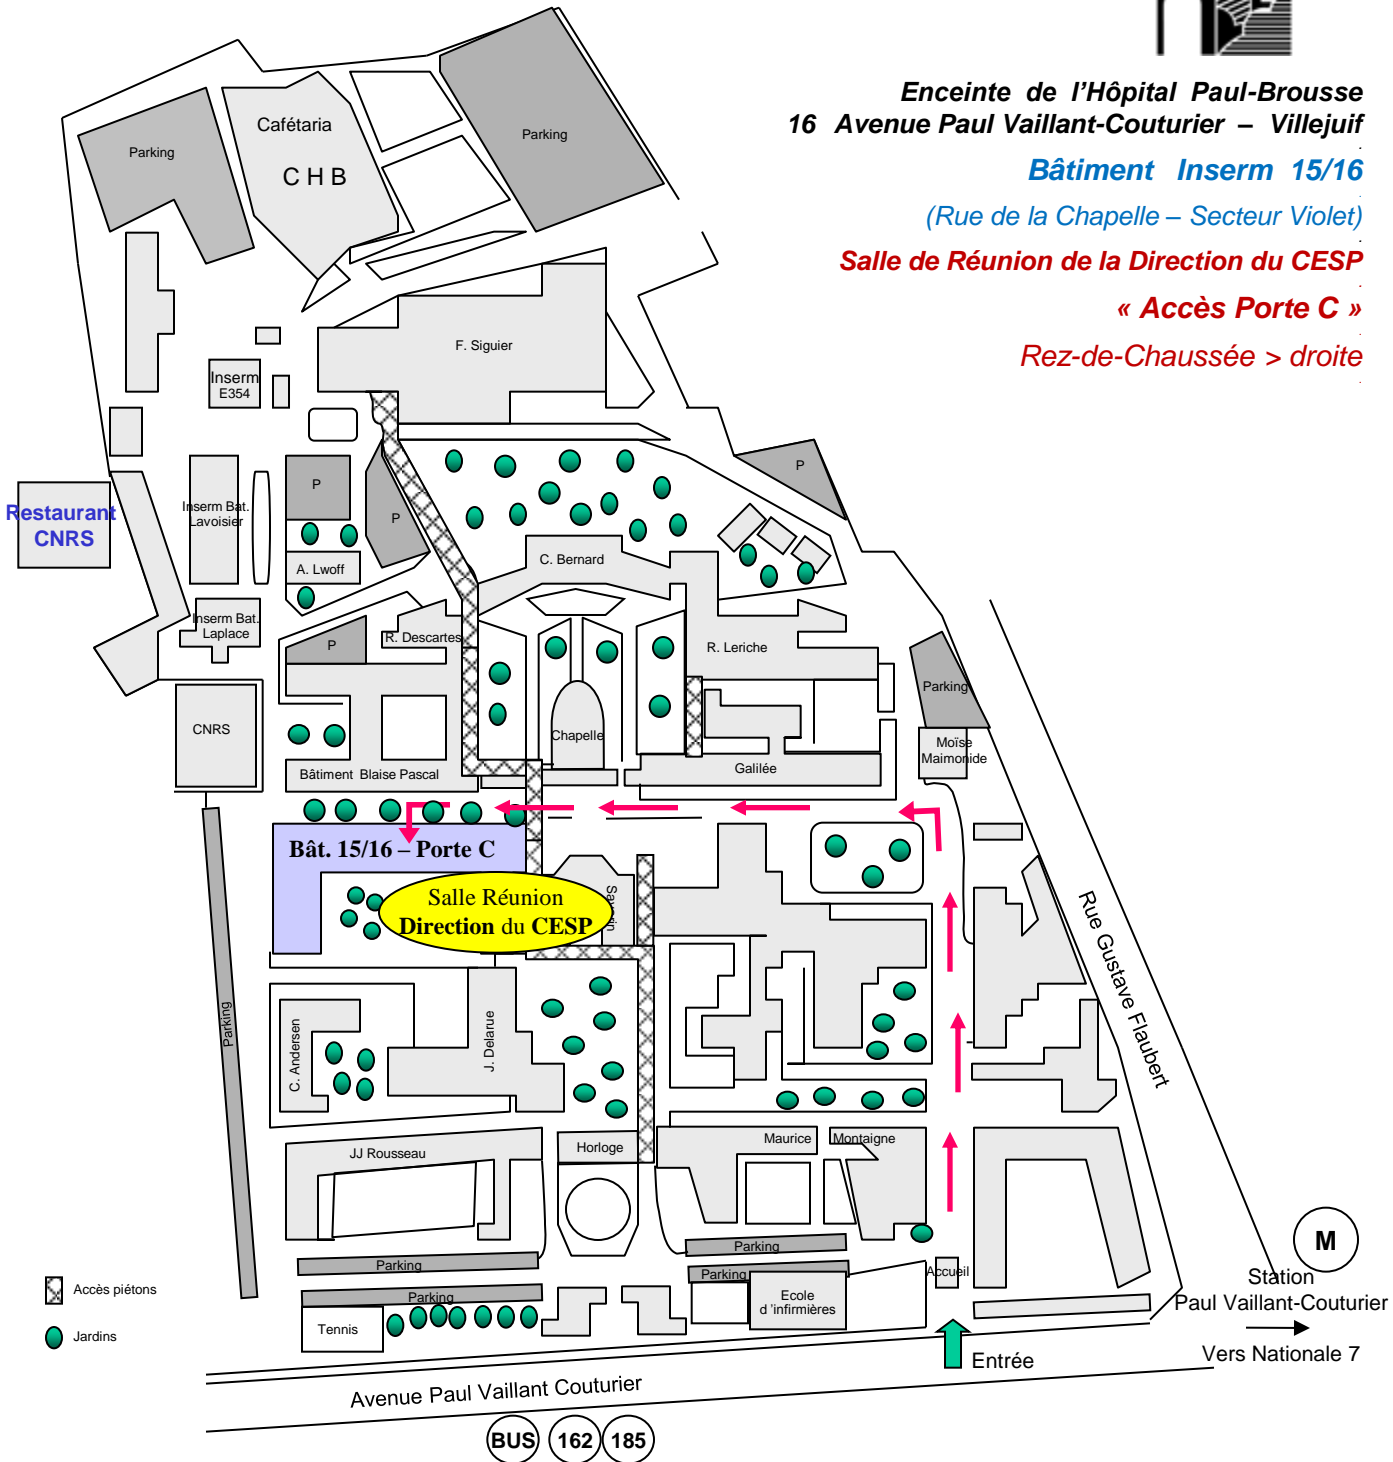 Enceinte de l'Hôpital Paul-Brousse
16 Avenue Paul Vaillant-Couturier – Villejuif
Bâtiment Inserm 15/16
(Rue de la Chapelle – Secteur Violet)
Salle de Réunion de la Direction du CESP
« Accès Porte C »
Rez-de-Chaussée > droite
Parking
Cafétaria
C H B
Parking
F. Siguier
Inserm
E354
Restaurant
CNRS
Inserm Bat.
Lavoisier
P
P
P
A. Lwoff
C. Bernard
Inserm Bat.
Laplace
P
R. Descartes
R. Leriche
Parking
CNRS
Chapelle
Moïse
Maimonide
Bâtiment Blaise Pascal
Galilée
Bât. 15/16 – Porte C
Salle Réunion
Direction du CESP
Rue Gustave Flaubert
Parking
C. Andersen
J. Delarue
JJ Rousseau
Horloge
Maurice
Montaigne
Parking
Parking
Parking
Parking
Accueil
Ecole
d 'infirmières
Tennis
Accès piétons
Jardins
M
Station
Paul Vaillant-Couturier
Vers Nationale 7
Entrée
Avenue Paul Vaillant Couturier
BUS
162
185